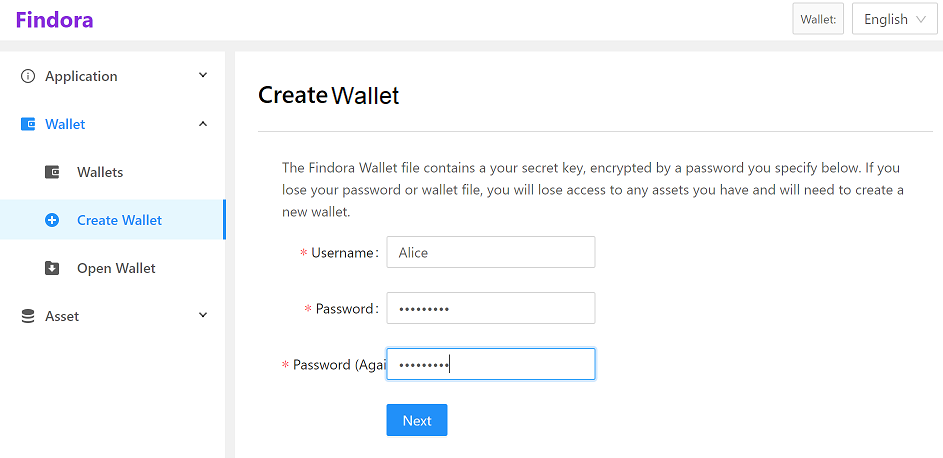 Findora
Wallet:
English
Application
Wallet
Wallets
Create Wallet
Open Wallet
Asset
Create Wallet
The Findora Wallet file contains a your secret key, encrypted by a password you specify below. If you
lose your password or wallet file, you will lose access to any assets you have and will need to create a
new wallet.
* Username: Alice
* Password: •••••••••
* Password (Agai •••••••••
Next